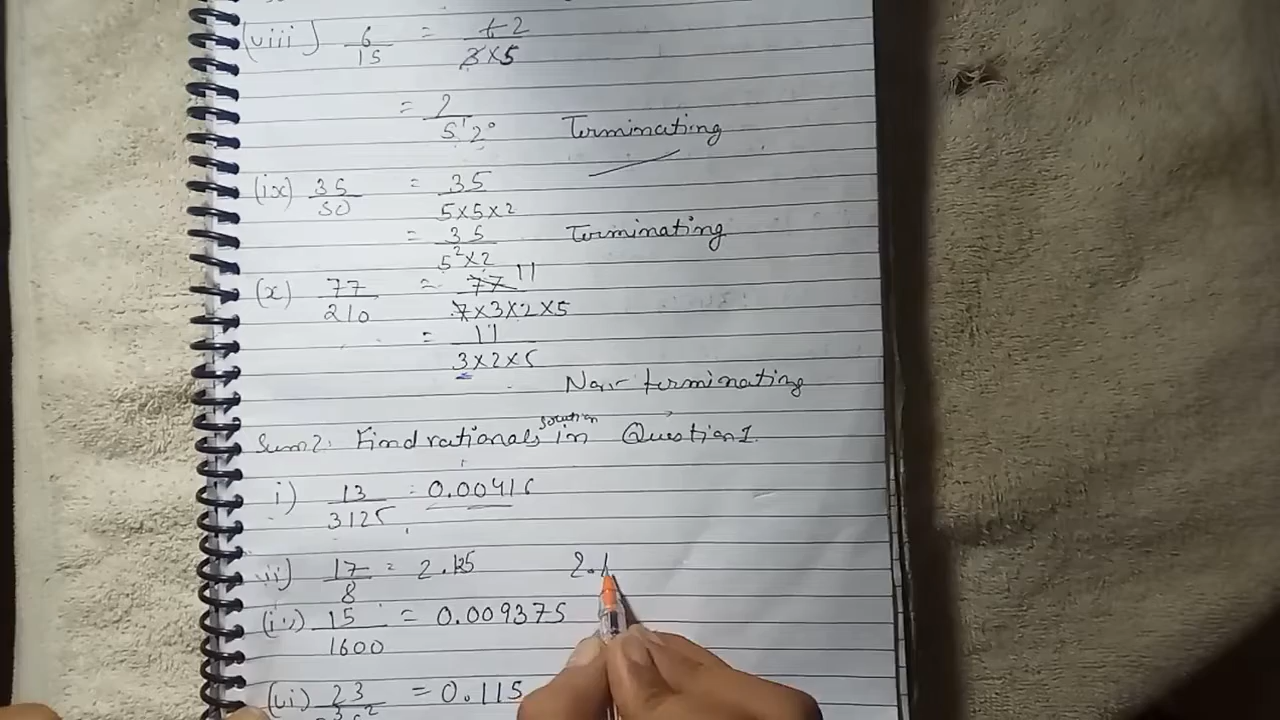 (viii) 6/15 = 6 2/3×5
= 2/5¹2⁰ Terminating
(ix) 35/50 = 35/5×5×2
= 35/5²×2 Terminating
(x) 77/210 = 77 11/7×3×2×5
= 11/3×2×5
Non-terminating
Sum2: Find rationals solution in Question1.
i) 13/3125 = 0.00416
ii) 17/8 = 2.125 2.1
(iv) 15/1600 = 0.009375
(vi) 23/2³5² = 0.115